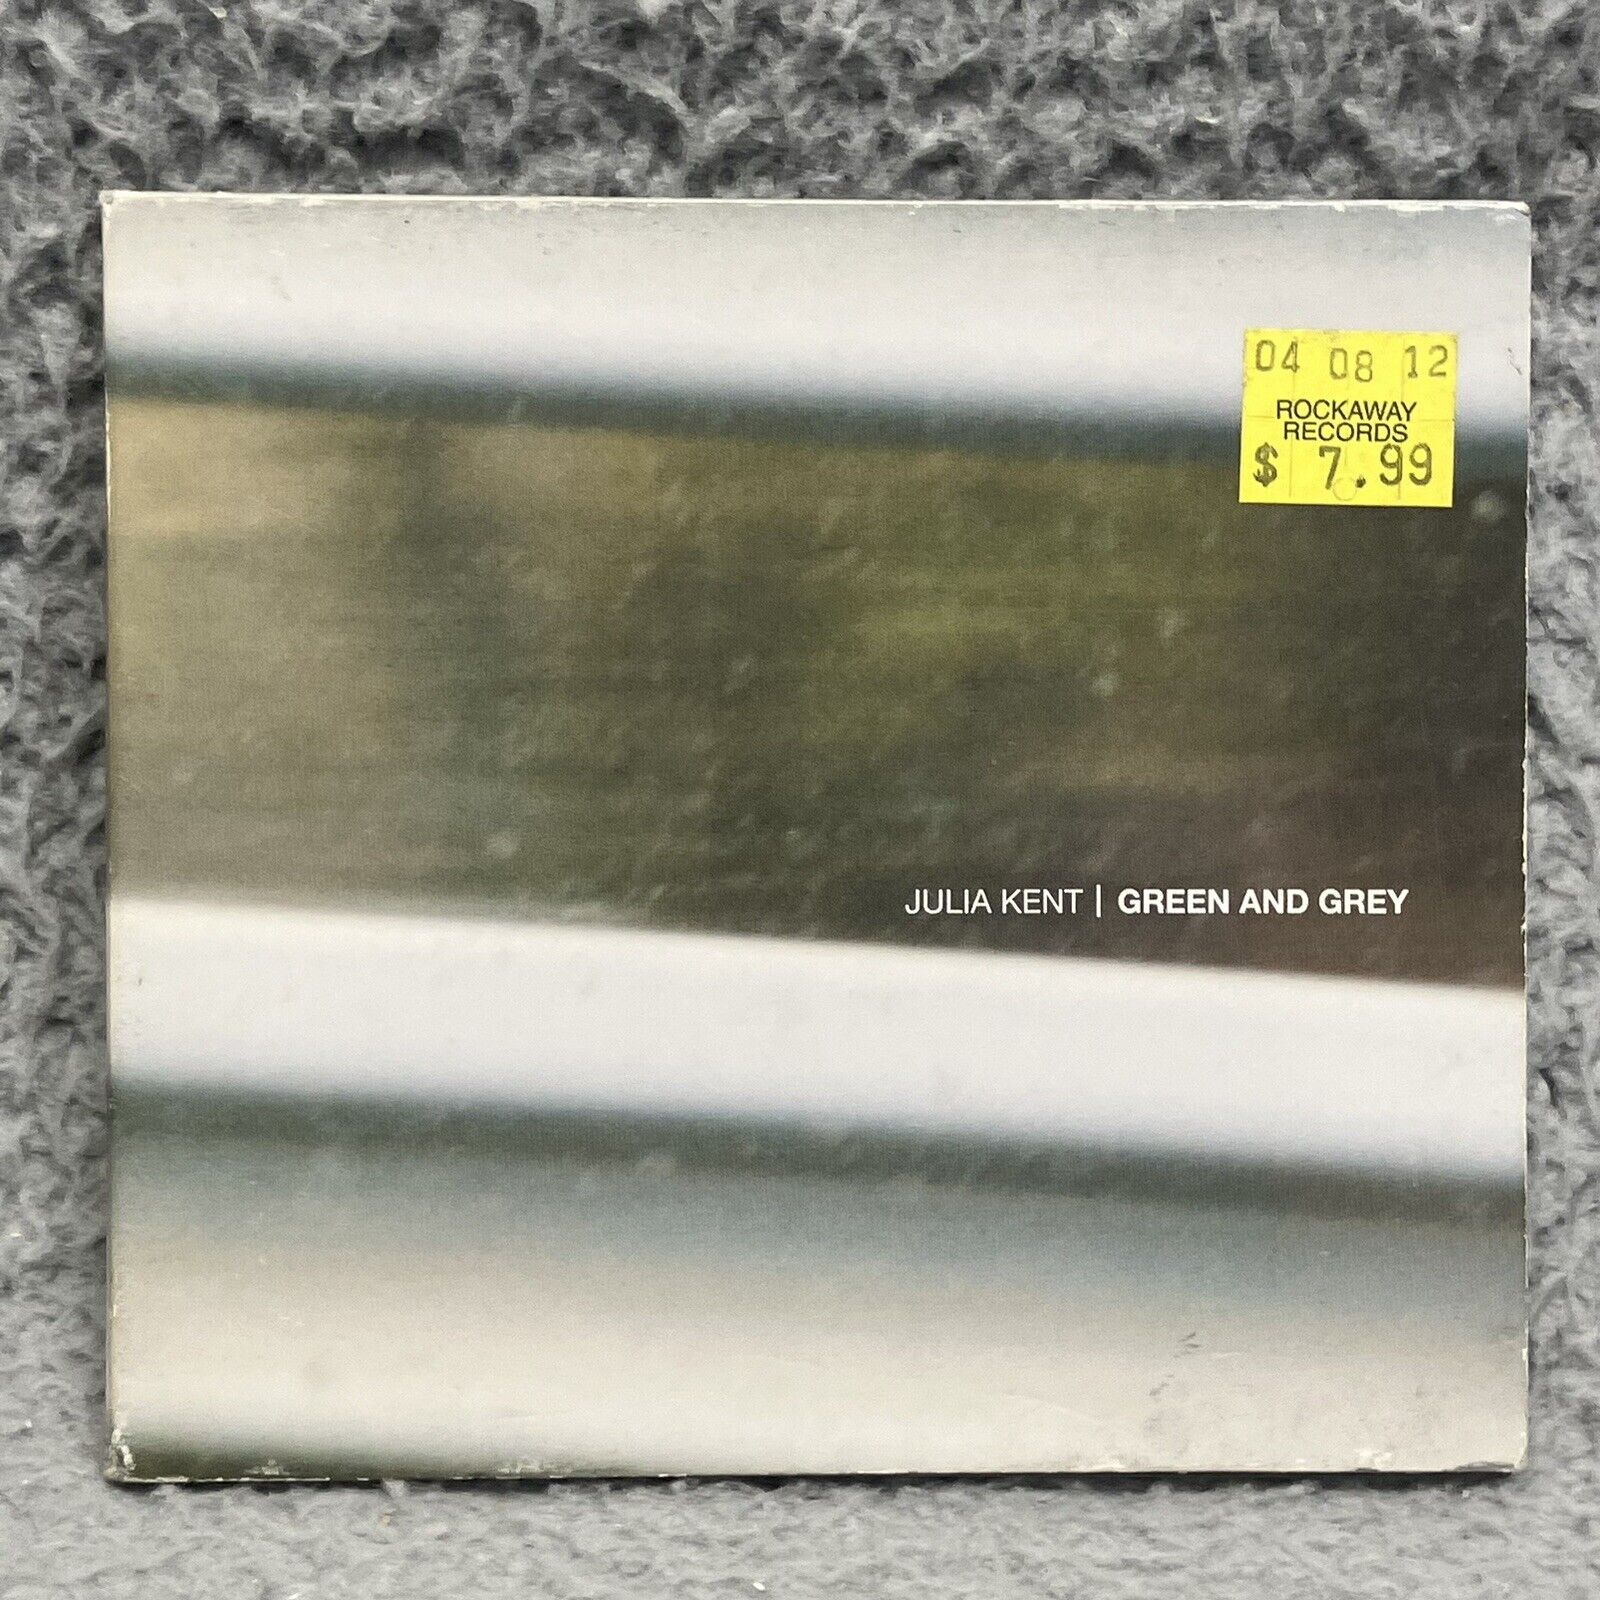 04 08 12
ROCKAWAY
RECORDS
$ 7.99
JULIA KENT | GREEN AND GREY